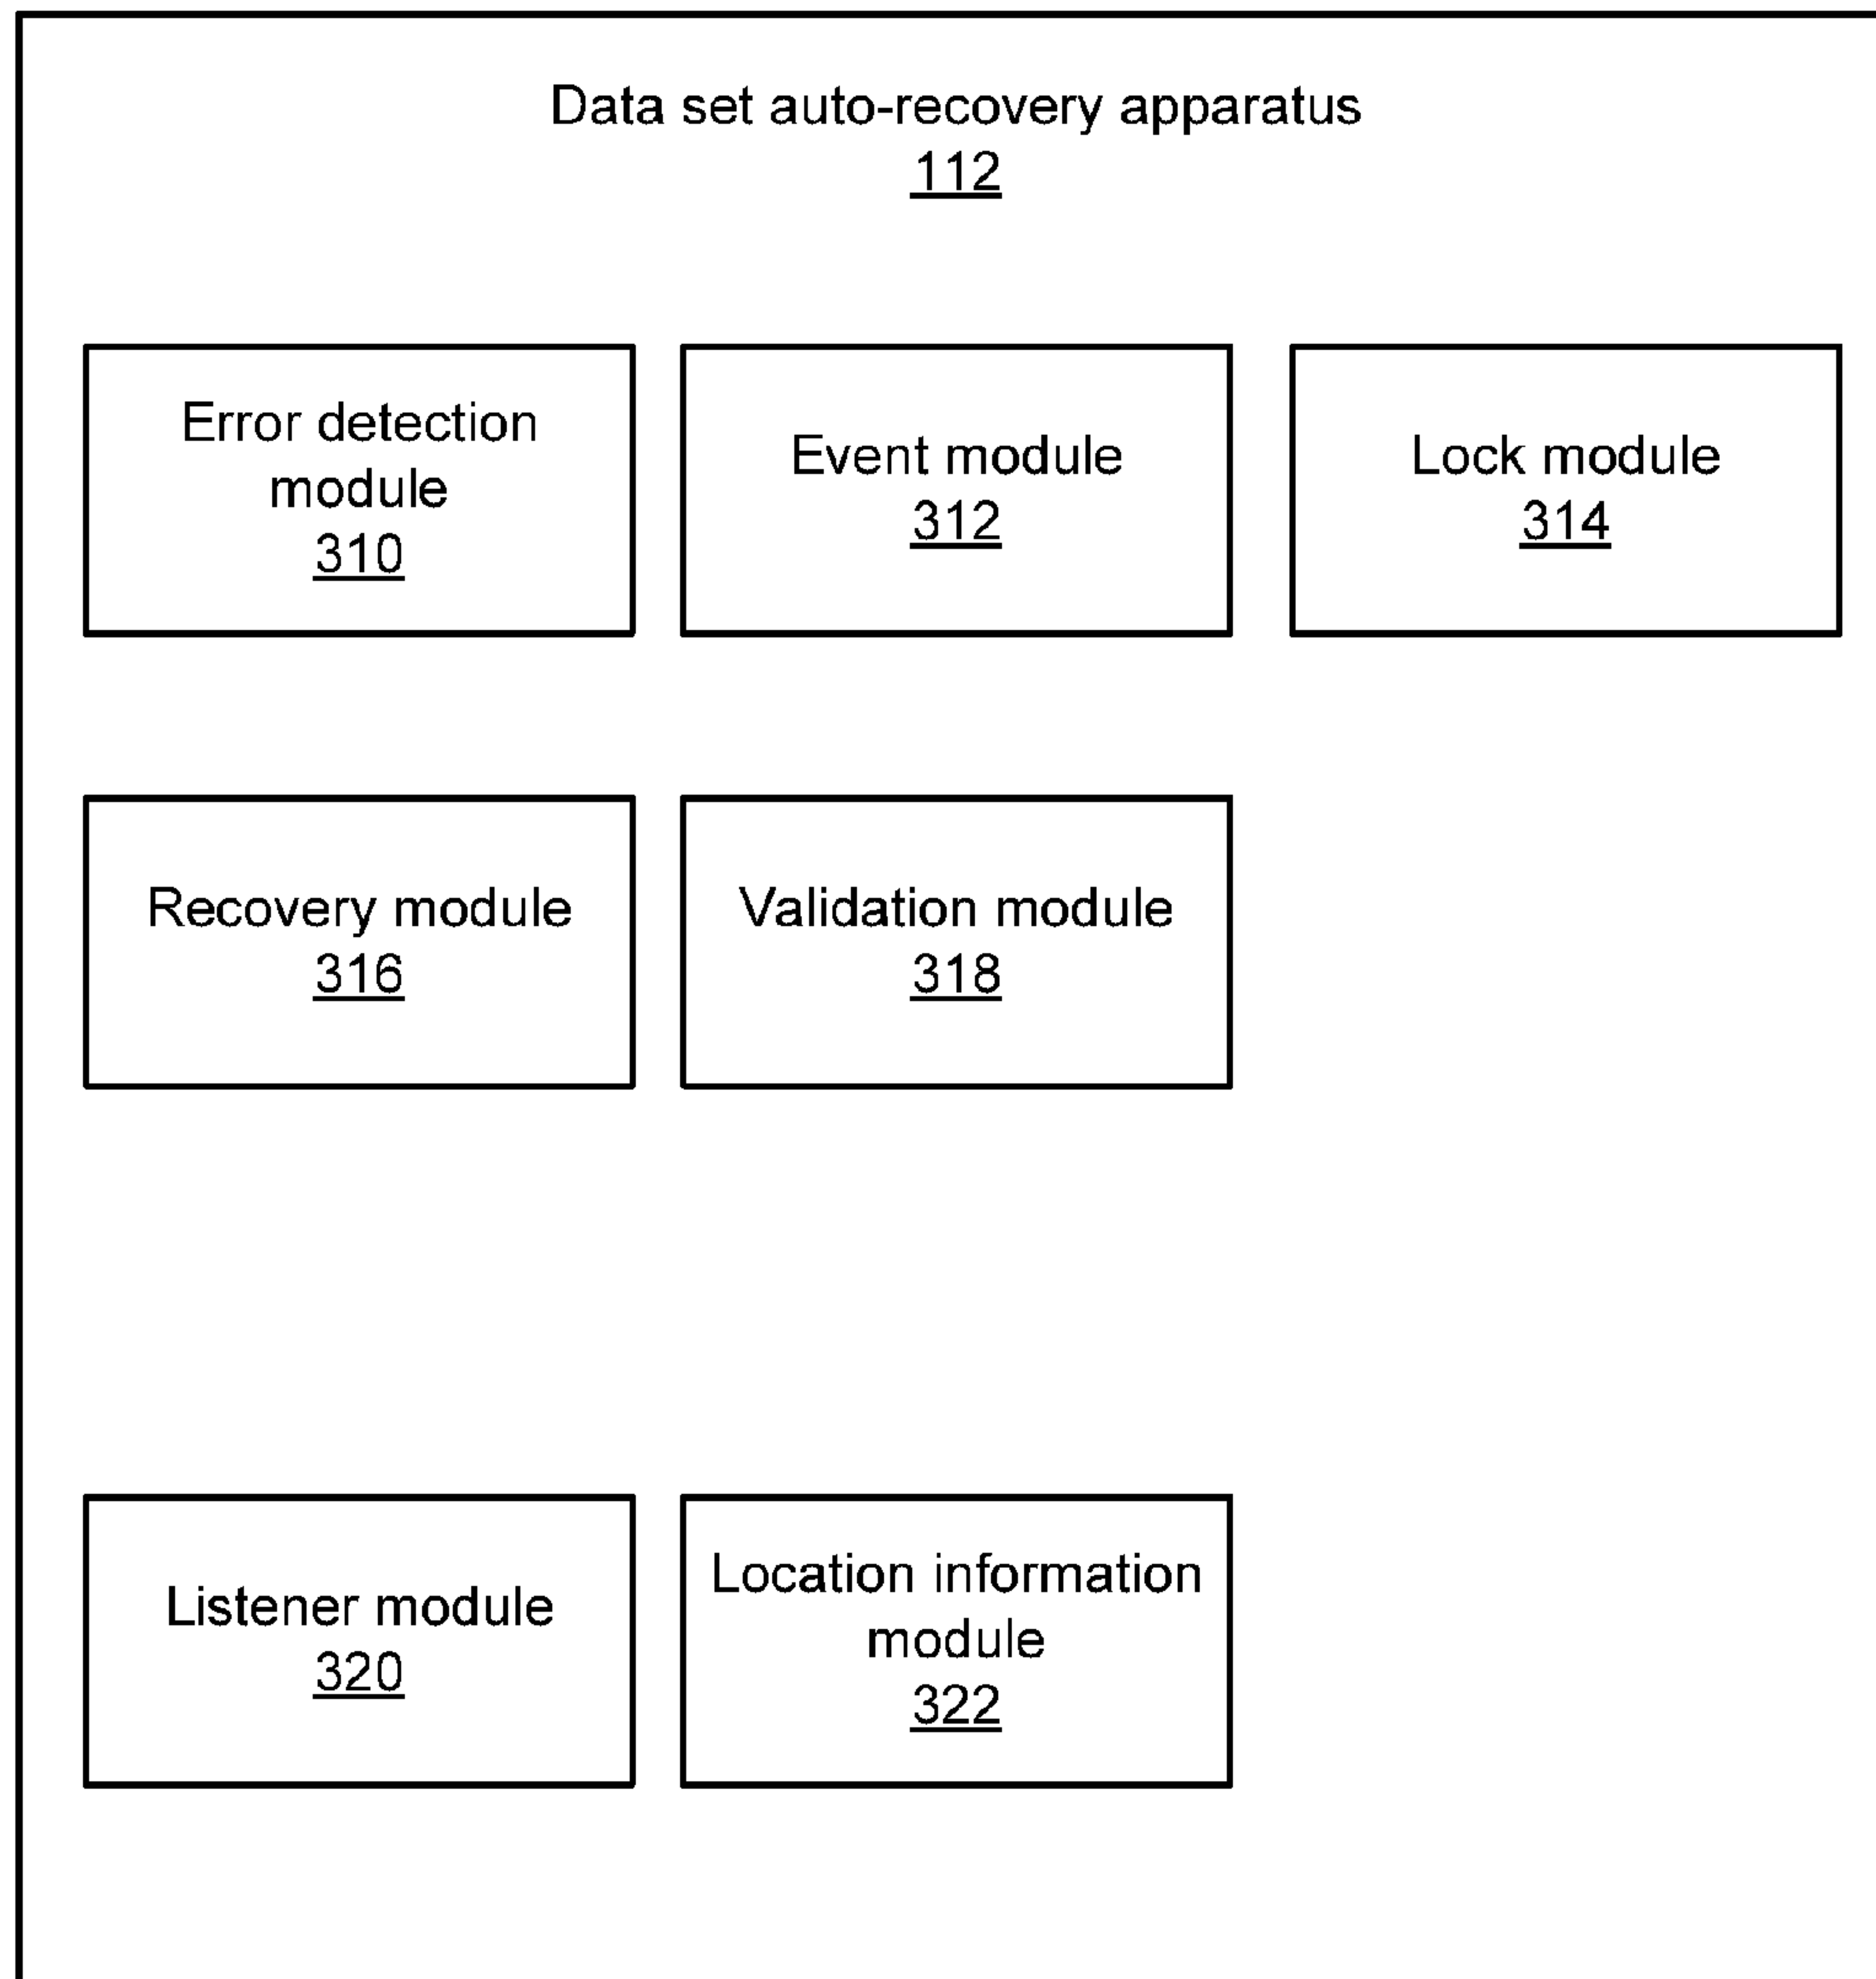 Data set auto-recovery apparatus
112
Error detection
module
310
Event module
312
Lock module
314
Recovery module
316
Validation module
318
Listener module
320
Location information
module
322